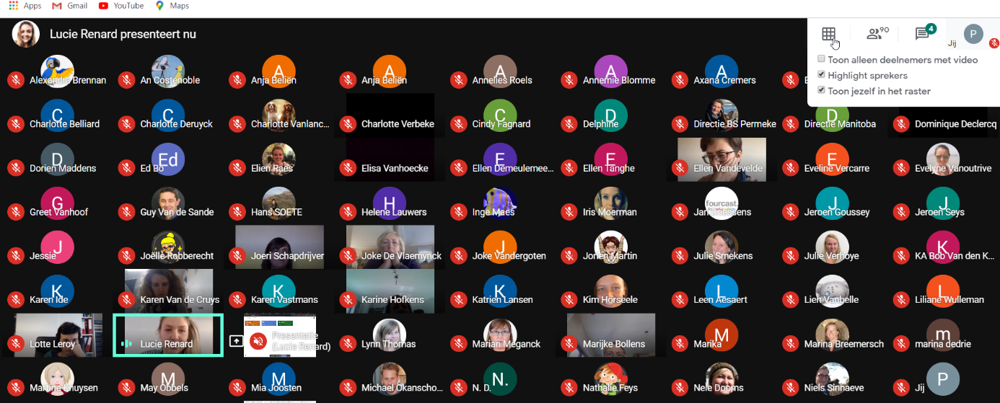 Apps Gmail YouTube Maps
Lucie Renard presenteert nu
90 4 P
Jij
Toon alleen deelnemers met video
Highlight sprekers
Toon jezelf in het raster
Alexandra Brennan An Costenoble A Anja Beliën A Anja Beliën A Annelies Roels A Annemie Blomme A Axana Cremers
C Charlotte Belliard C Charlotte Deruyck Charlotte Vanlanc... Charlotte Verbeke C Cindy Fagnard D Delphine Directie BS Permeke D Directie Manitoba Dominique Declercq
D Dorien Maddens Ed Ed Bo Elien Raes Elisa Vanhoecke E Ellen Demeulemee... E Ellen Tanghe Ellen Vandevelde E Eveline Vercarre Evelyne Vanoutrive
G Greet Vanhoof Guy Van de Sande Hans SOETE H Helene Lauwers Inge Maes Iris Moerman fourcast. Jan Driessens J Jeroen Goussey J Jeroen Seys
J Jessie Joëlle Robberecht Joeri Schapdrijver Joke De Vlaemynck J Joke Vandergoten Jonen Martin Julie Smekens Julie Verhoye K KA Bob Van den K...
K Karen Ide Karen Van de Cruys K Karen Vastmans Karine Hofkens K Katrien Lansen Kim Horseele L Leen Aesaert Lien Vanbelle L Liliane Wulleman
Lotte Leroy Lucie Renard Presentatie (Lucie Renard) Lynn Thomas Marian Meganck Marijke Bollens M Marika Marina Breemersch m marina dedrie
Martine Knuysen M May Obbels M Mia Joosten Michael Okanscho... N. N. D. Nathalie Feys Nele Dooms Niels Sinnaeve P Jij